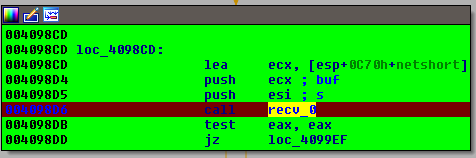 004098CD
004098CD loc_4098CD:
004098CD lea ecx, [esp+0C70h+netshort]
004098D4 push ecx ; buf
004098D5 push esi ; s
call recv_0
004098DB test eax, eax
004098DD jz loc_4099EF